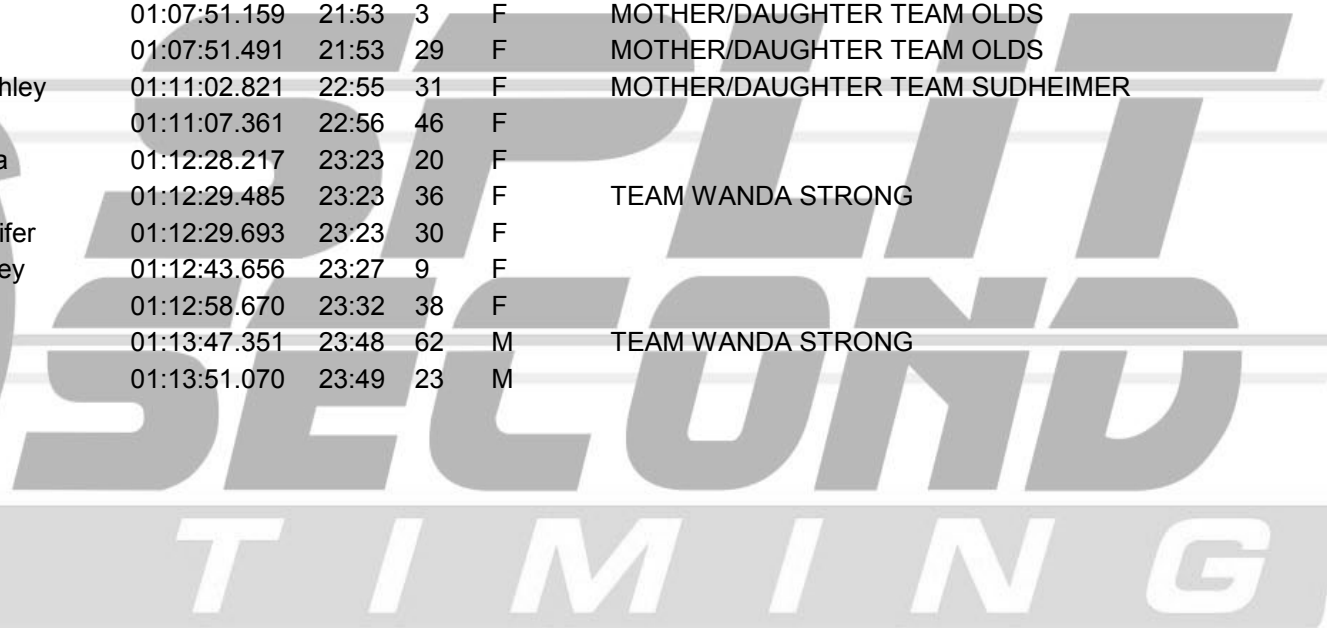 01:07:51.159 21:53 3 F MOTHER/DAUGHTER TEAM OLDS
01:07:51.491 21:53 29 F MOTHER/DAUGHTER TEAM OLDS
hley 01:11:02.821 22:55 31 F MOTHER/DAUGHTER TEAM SUDHEIMER
01:11:07.361 22:56 46 F
a 01:12:28.217 23:23 20 F
01:12:29.485 23:23 36 F TEAM WANDA STRONG
ifer 01:12:29.693 23:23 30 F
ey 01:12:43.656 23:27 9 F
01:12:58.670 23:32 38 F
01:13:47.351 23:48 62 M TEAM WANDA STRONG
01:13:51.070 23:49 23 M
SPLIT
SECOND
TIMING